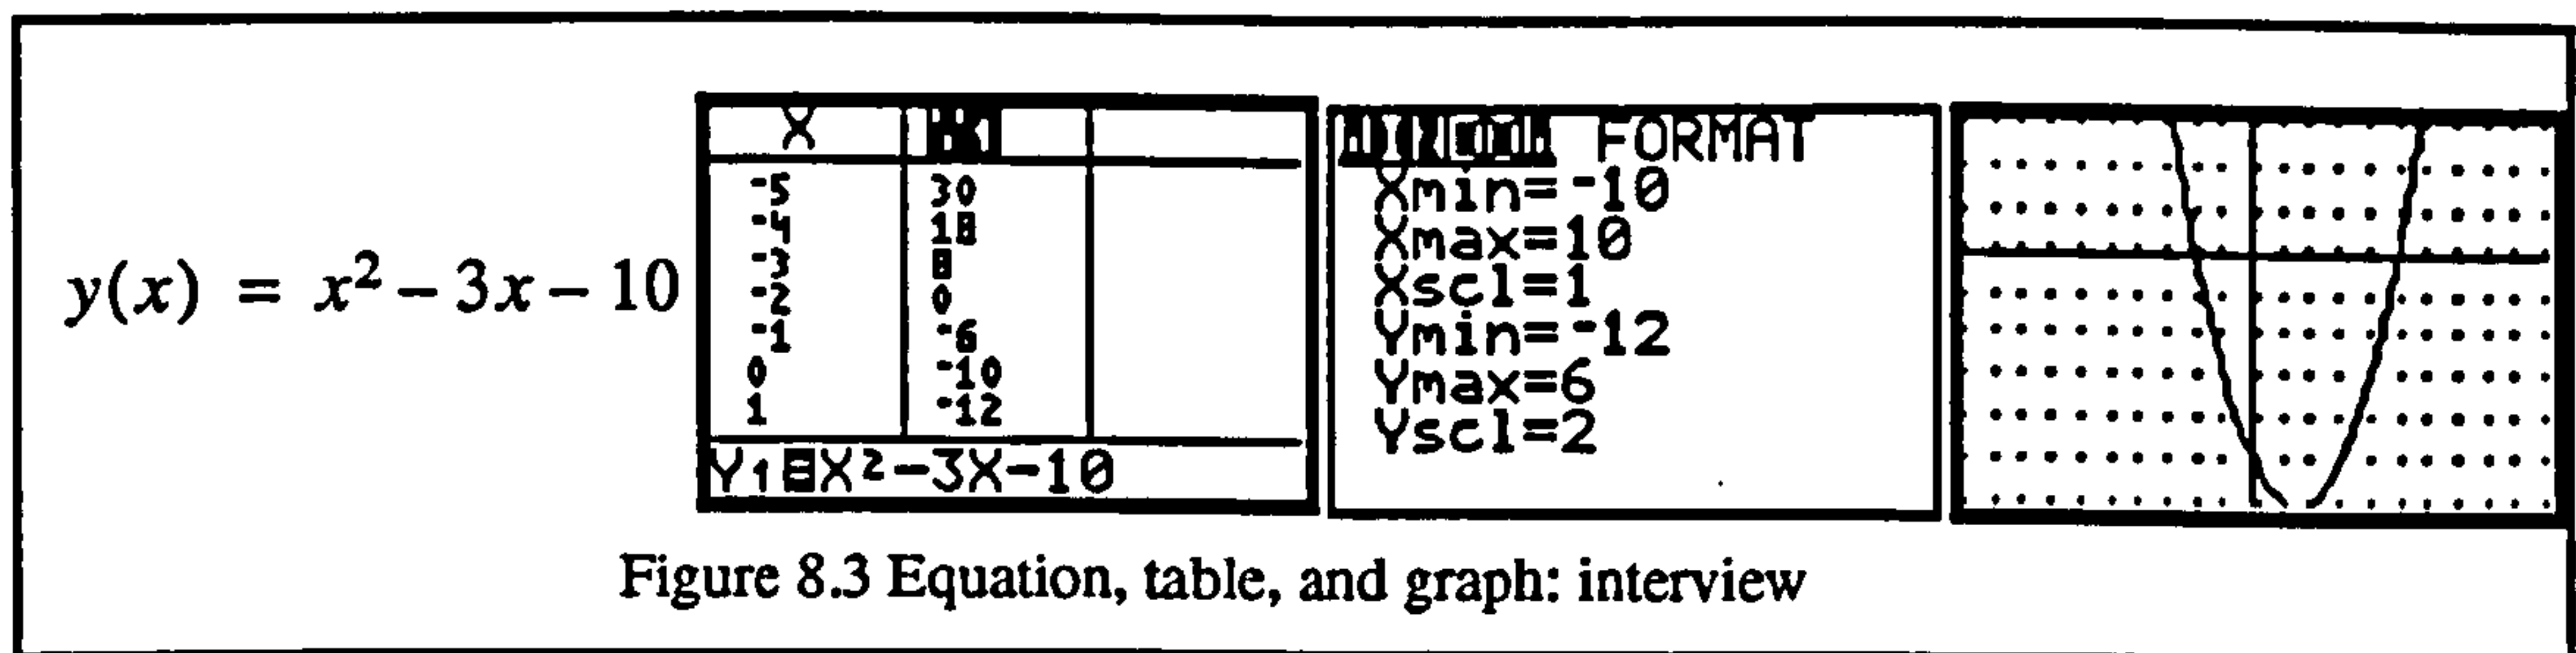 y(x) = x² – 3x – 10
X
-5 30
-4 18
-3 8
-2 0
-1 -6
0 -10
1 -12
Y₁=X²-3X-10
FORMAT
Xmin=-10
Xmax=10
Xscl=1
Ymin=-12
Ymax=6
Yscl=2
Figure 8.3 Equation, table, and graph: interview